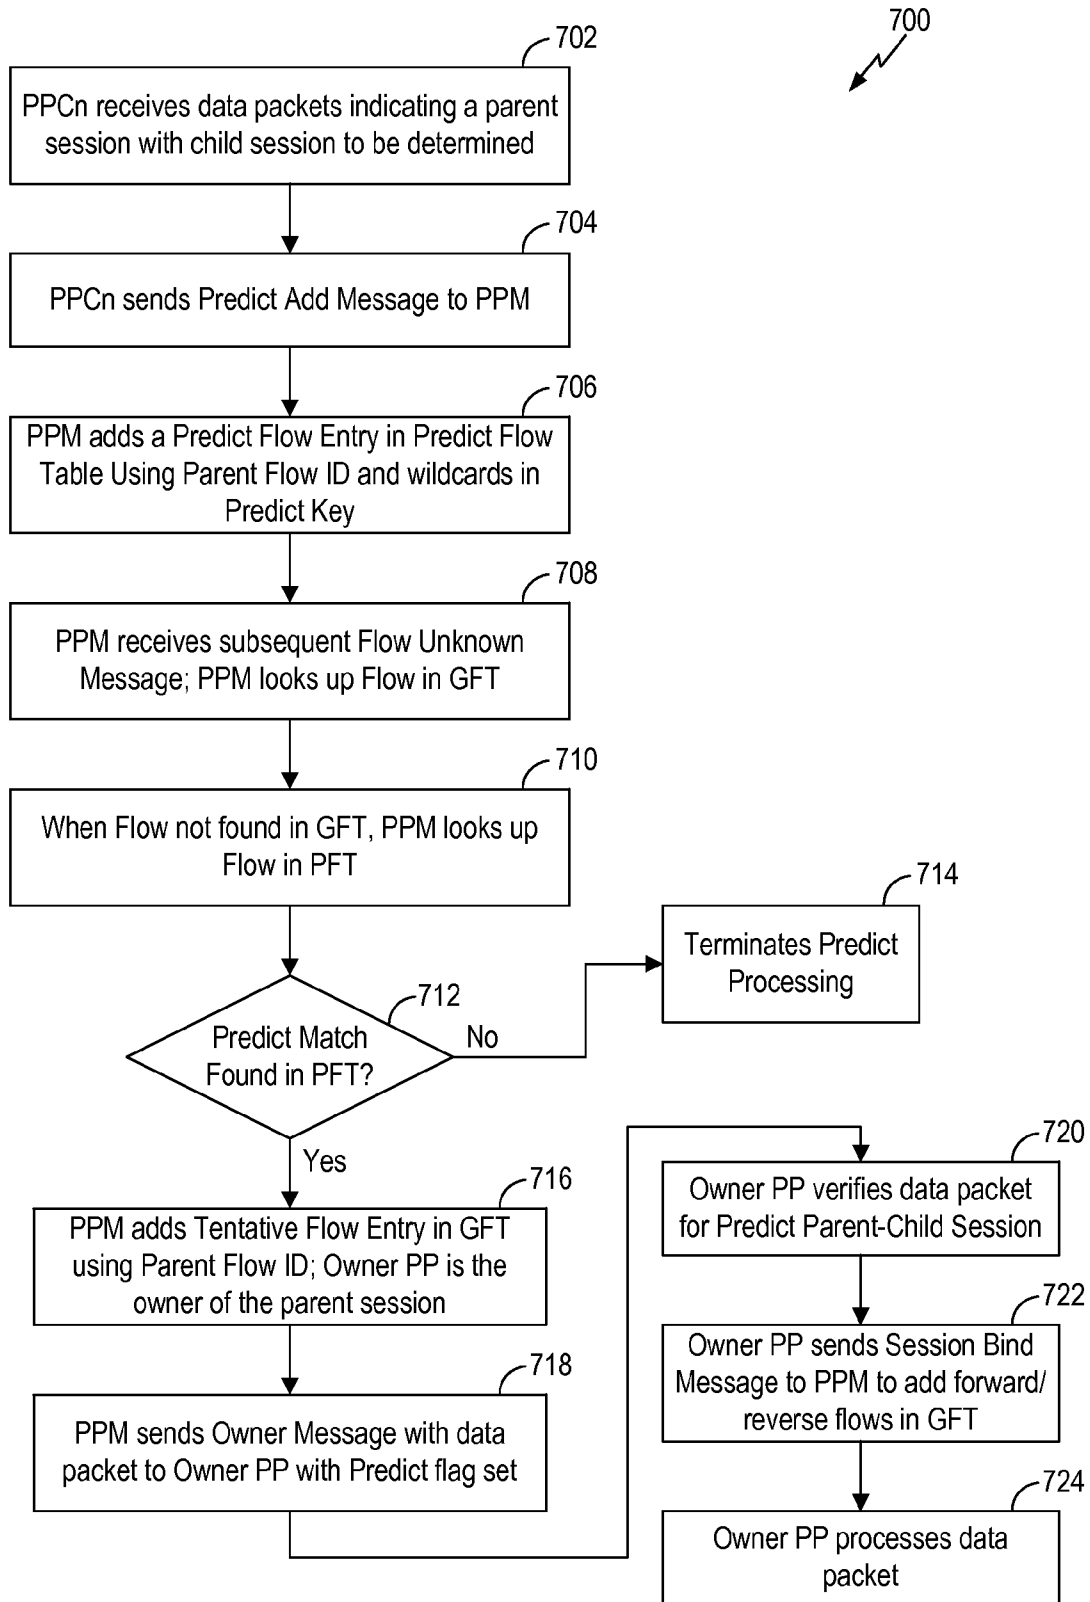 700
702
PPCn receives data packets indicating a parent
session with child session to be determined
704
PPCn sends Predict Add Message to PPM
706
PPM adds a Predict Flow Entry in Predict Flow
Table Using Parent Flow ID and wildcards in
Predict Key
708
PPM receives subsequent Flow Unknown
Message; PPM looks up Flow in GFT
710
When Flow not found in GFT, PPM looks up
Flow in PFT
712
Predict Match
Found in PFT?
No
714
Terminates Predict
Processing
Yes
716
PPM adds Tentative Flow Entry in GFT
using Parent Flow ID; Owner PP is the
owner of the parent session
718
PPM sends Owner Message with data
packet to Owner PP with Predict flag set
720
Owner PP verifies data packet
for Predict Parent-Child Session
722
Owner PP sends Session Bind
Message to PPM to add forward/
reverse flows in GFT
724
Owner PP processes data
packet